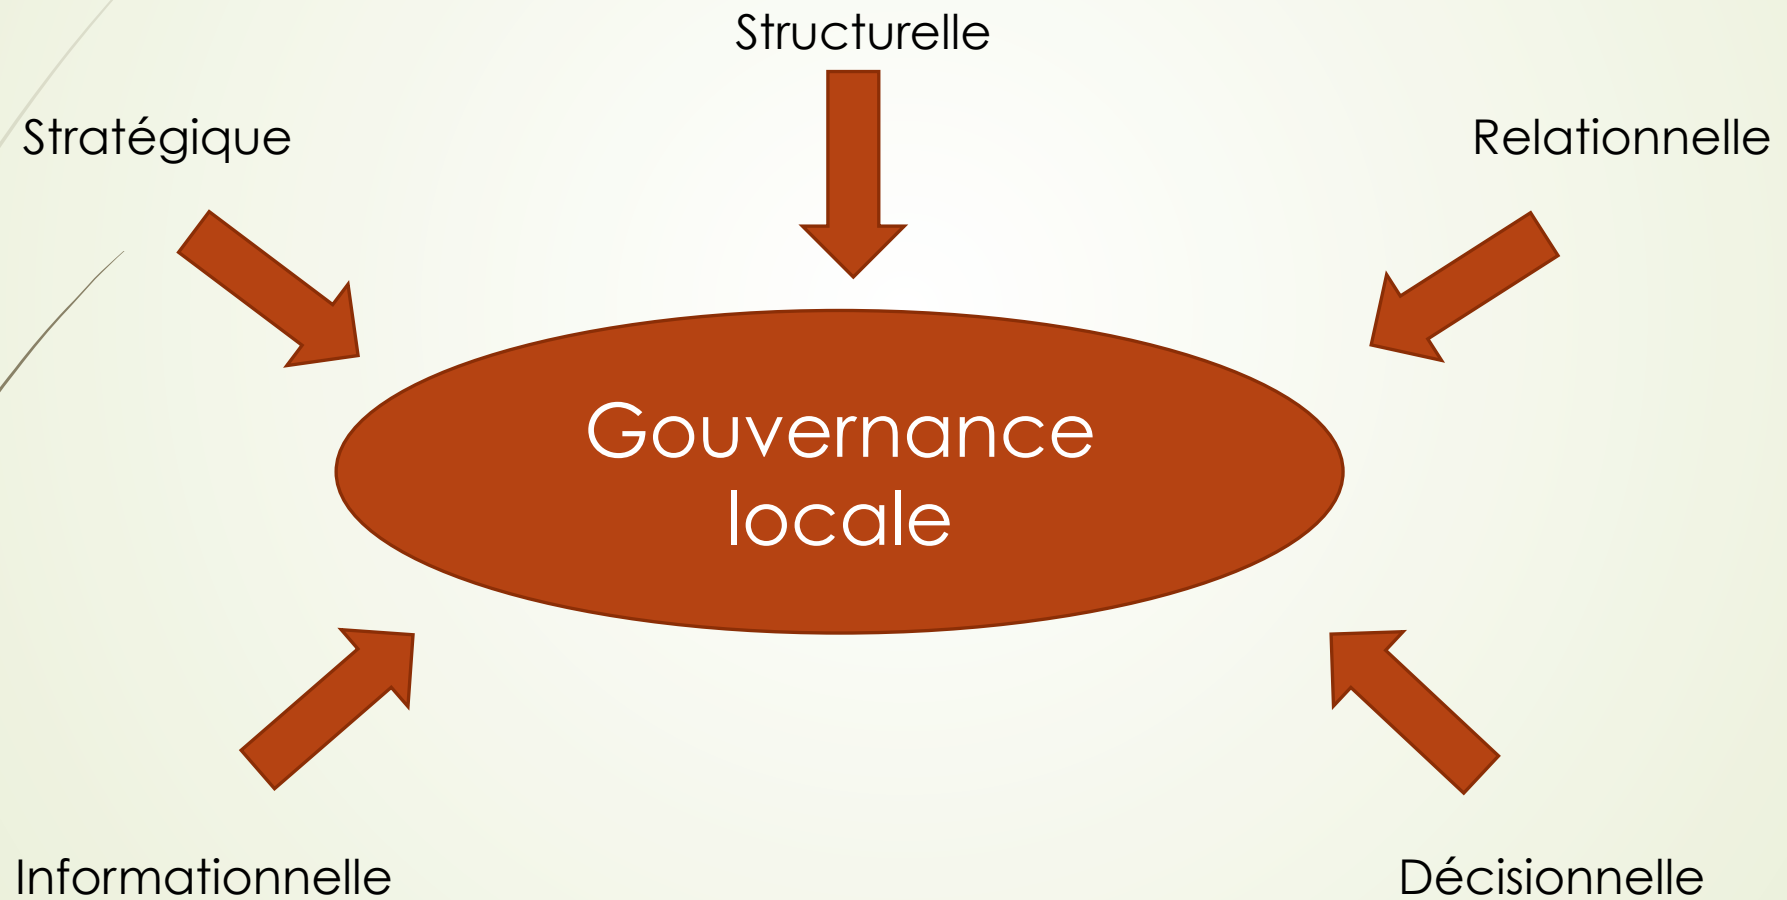 Structurelle
Stratégique
Relationnelle
Gouvernance
locale
Informationnelle
Décisionnelle